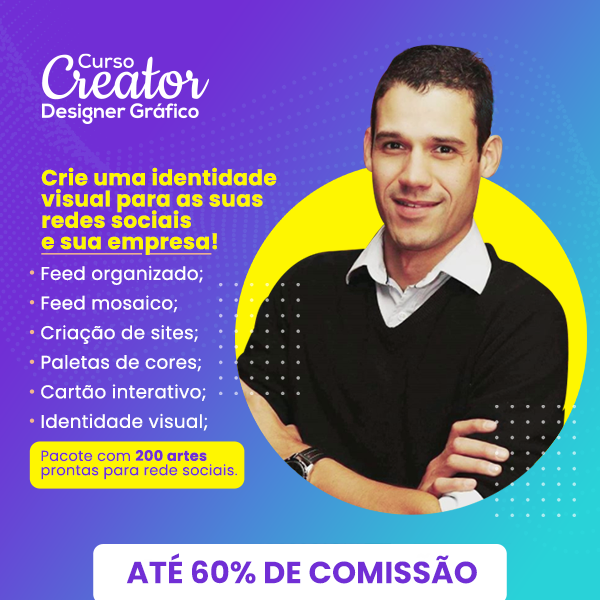 Curso
Creator
Designer Gráfico
Crie uma identidade
visual para as suas
redes sociais
e sua empresa!
• Feed organizado;
• Feed mosaico;
• Criação de sites;
• Paletas de cores;
• Cartão interativo;
• Identidade visual;
Pacote com 200 artes
prontas para rede sociais.
ATÉ 60% DE COMISSÃO